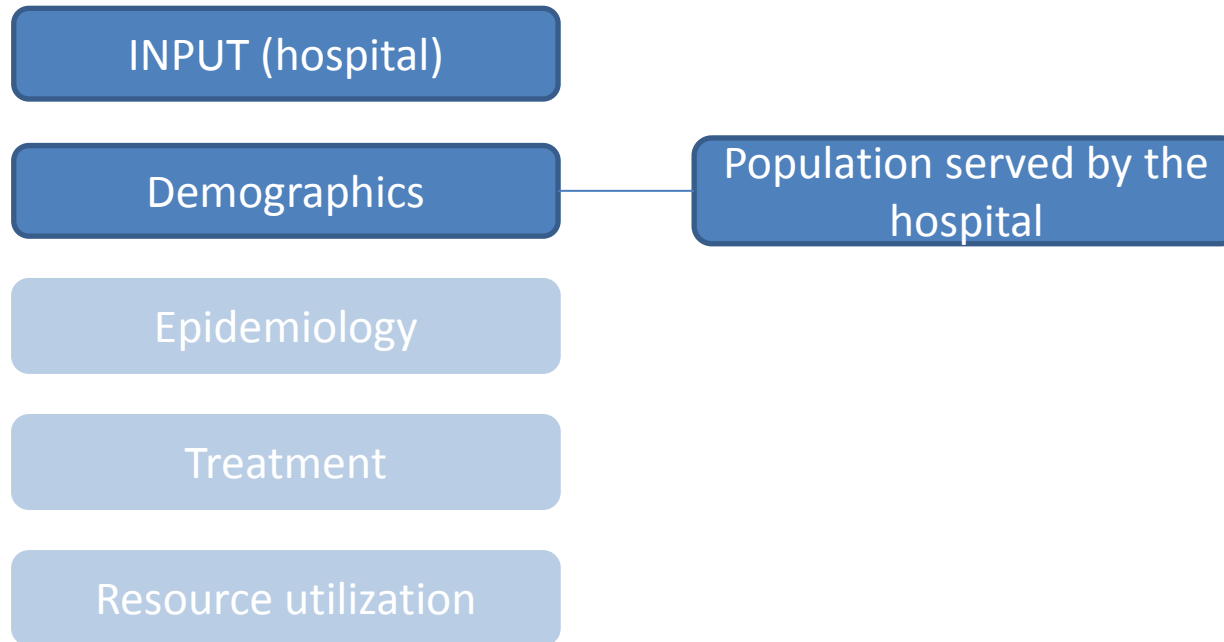 INPUT (hospital)
Demographics
Population served by the
hospital
Epidemiology
Treatment
Resource utilization